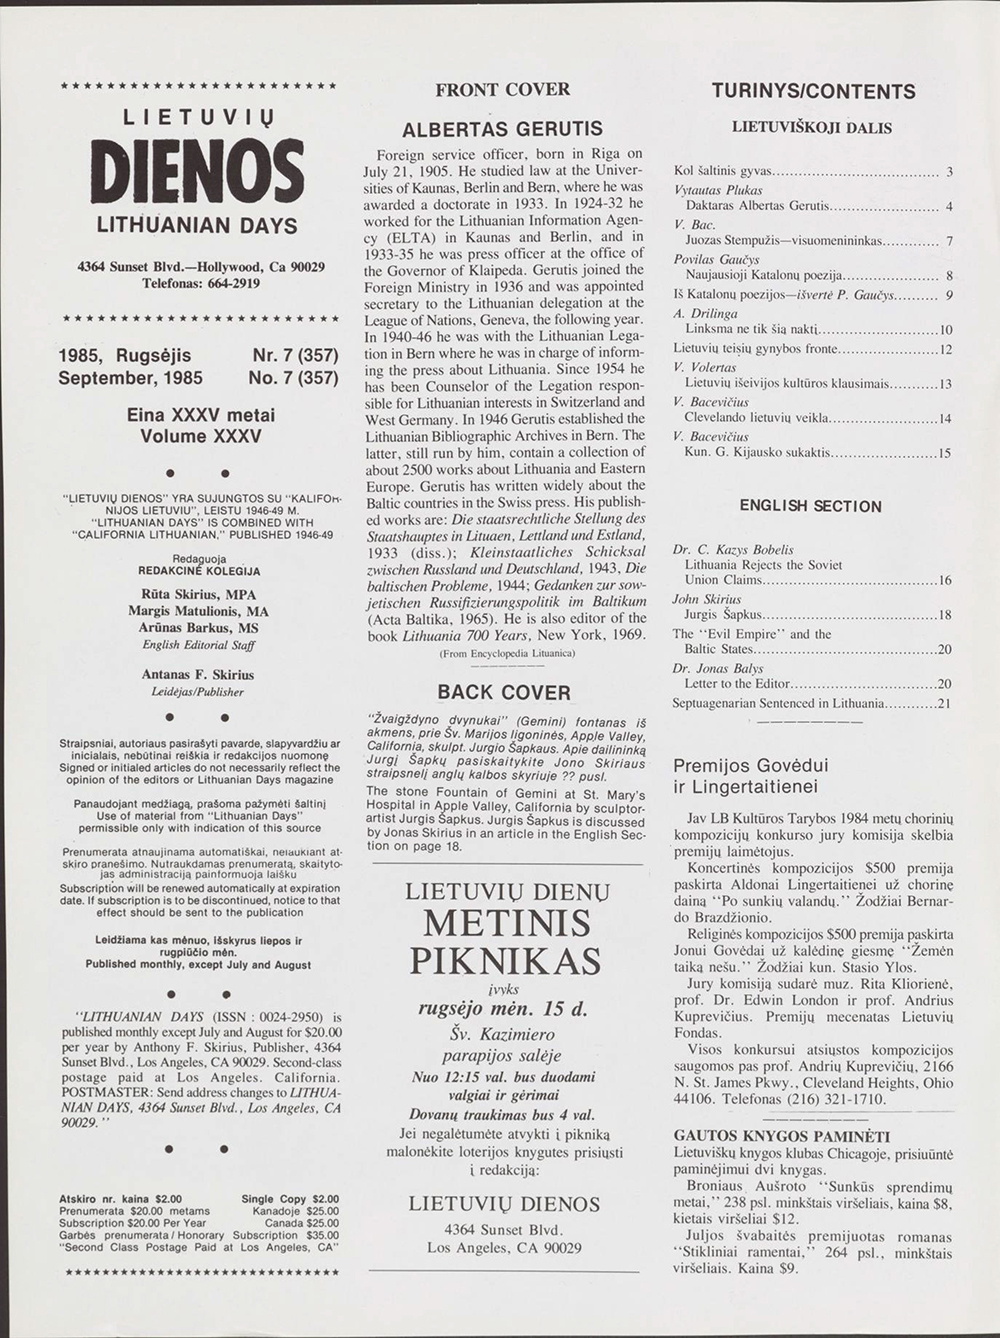 LIETUVIŲ
DIENOS
LITHUANIAN DAYS
4364 Sunset Blvd.—Hollywood, Ca 90029
Telefonas: 664-2919
1985, Rugsėjis Nr. 7 (357)
September, 1985 No. 7 (357)
Eina XXXV metai
Volume XXXV
"LIETUVIŲ DIENOS" YRA SUJUNGTOS SU "KALIFOR-
NIJOS LIETUVIU", LEISTU 1946-49 M.
"LITHUANIAN DAYS" IS COMBINED WITH
"CALIFORNIA LITHUANIAN," PUBLISHED 1946-49
Redaguoja
REDAKCINĖ KOLEGIJA
Rūta Skirius, MPA
Margis Matulionis, MA
Arūnas Barkus, MS
English Editorial Staff
Antanas F. Skirius
Leidėjas/Publisher
Straipsniai, autoriaus pasirašyti pavarde, slapyvardžiu ar
inicialais, nebūtinai reiškia ir redakcijos nuomonę
Signed or initialed articles do not necessarily reflect the
opinion of the editors or Lithuanian Days magazine
Panaudojant medžiagą, prašoma pažymėti šaltinį
Use of material from "Lithuanian Days"
permissible only with indication of this source
Prenumerata atnaujinama automatiškai, nelaukiant at-
skiro pranešimo. Nutraukdamas prenumeratą, skaityto-
jas administraciją painformuoja laišku
Subscription will be renewed automatically at expiration
date. If subscription is to be discontinued, notice to that
effect should be sent to the publication
Leidžiama kas mėnuo, išskyrus liepos ir
rugpiūčio mėn.
Published monthly, except July and August
"LITHUANIAN DAYS (ISSN : 0024-2950) is
published monthly except July and August for $20.00
per year by Anthony F. Skirius, Publisher, 4364
Sunset Blvd., Los Angeles, CA 90029. Second-class
postage paid at Los Angeles. California.
POSTMASTER: Send address changes to LITHUA-
NIAN DAYS, 4364 Sunset Blvd., Los Angeles, CA
90029."
Atskiro nr. kaina $2.00 Single Copy $2.00
Prenumerata $20.00 metams Kanadoje $25.00
Subscription $20.00 Per Year Canada $25.00
Garbės prenumerata / Honorary Subscription $35.00
"Second Class Postage Paid at Los Angeles, CA"
FRONT COVER
ALBERTAS GERUTIS
Foreign service officer, born in Riga on
July 21, 1905. He studied law at the Univer-
sities of Kaunas, Berlin and Bern, where he was
awarded a doctorate in 1933. In 1924-32 he
worked for the Lithuanian Information Agen-
cy (ELTA) in Kaunas and Berlin, and in
1933-35 he was press officer at the office of
the Governor of Klaipeda. Gerutis joined the
Foreign Ministry in 1936 and was appointed
secretary to the Lithuanian delegation at the
League of Nations, Geneva, the following year.
In 1940-46 he was with the Lithuanian Lega-
tion in Bern where he was in charge of inform-
ing the press about Lithuania. Since 1954 he
has been Counselor of the Legation respon-
sible for Lithuanian interests in Switzerland and
West Germany. In 1946 Gerutis established the
Lithuanian Bibliographic Archives in Bern. The
latter, still run by him, contain a collection of
about 2500 works about Lithuania and Eastern
Europe. Gerutis has written widely about the
Baltic countries in the Swiss press. His publish-
ed works are: Die staatsrechtliche Stellung des
Staatshauptes in Lituaen, Lettland und Estland,
1933 (diss.); Kleinstaatliches Schicksal
zwischen Russland und Deutschland, 1943, Die
baltischen Probleme, 1944; Gedanken zur sow-
jetischen Russifizierungspolitik im Baltikum
(Acta Baltika, 1965). He is also editor of the
book Lithuania 700 Years, New York, 1969.
(From Encyclopedia Lituanica)
BACK COVER
"Žvaigždyno dvynukai" (Gemini) fontanas iš
akmens, prie Šv. Marijos ligoninės, Apple Valley,
California, skulpt. Jurgio Šapkaus. Apie dailininką
Jurgį Šapkų pasiskaitykite Jono Skiriaus
straipsnelį anglų kalbos skyriuje ?? pusl.
The stone Fountain of Gemini at St. Mary's
Hospital in Apple Valley, California by sculptor-
artist Jurgis Šapkus. Jurgis Šapkus is discussed
by Jonas Skirius in an article in the English Sec-
tion on page 18.
LIETUVIŲ DIENŲ
METINIS
PIKNIKAS
įvyks
rugsėjo mėn. 15 d.
Šv. Kazimiero
parapijos salėje
Nuo 12:15 val. bus duodami
valgiai ir gėrimai
Dovanų traukimas bus 4 val.
Jei negalėtumėte atvykti į pikniką
malonėkite loterijos knygutes prisiųsti
į redakciją:
LIETUVIŲ DIENOS
4364 Sunset Blvd.
Los Angeles, CA 90029
TURINYS/CONTENTS
LIETUVIŠKOJI DALIS
Kol šaltinis gyvas............ 3
Vytautas Plukas
Daktaras Albertas Gerutis............ 4
V. Bac.
Juozas Stempužis—visuomenininkas............ 7
Povilas Gaučys
Naujausioji Katalonų poezija............ 8
Iš Katalonų poezijos—išvertė P. Gaučys.......... 9
A. Drilinga
Linksma ne tik šią naktį............10
Lietuvių teisių gynybos fronte............12
V. Volertas
Lietuvių išeivijos kultūros klausimais...........13
V. Bacevičius
Clevelando lietuvių veikla............14
V. Bacevičius
Kun. G. Kijausko sukaktis............15
ENGLISH SECTION
Dr. C. Kazys Bobelis
Lithuania Rejects the Soviet
Union Claims............16
John Skirius
Jurgis Šapkus............18
The "Evil Empire" and the
Baltic States............20
Dr. Jonas Balys
Letter to the Editor............20
Septuagenarian Sentenced in Lithuania............21
Premijos Govėdui
ir Lingertaitienei
Jav LB Kultūros Tarybos 1984 metų chorinių
kompozicijų konkurso jury komisija skelbia
premijų laimėtojus.
Koncertinės kompozicijos $500 premija
paskirta Aldonai Lingertaitienei už chorinę
dainą "Po sunkių valandų." Žodžiai Bernar-
do Brazdžionio.
Religinės kompozicijos $500 premija paskirta
Jonui Govėdai už kalėdinę giesmę "Žemėn
taiką nešu." Žodžiai kun. Stasio Ylos.
Jury komisiją sudarė muz. Rita Kliorienė,
prof. Dr. Edwin London ir prof. Andrius
Kuprevičius. Premijų mecenatas Lietuvių
Fondas.
Visos konkursui atsiųstos kompozicijos
saugomos pas prof. Andrių Kuprevičių, 2166
N. St. James Pkwy., Cleveland Heights, Ohio
44106. Telefonas (216) 321-1710.
GAUTOS KNYGOS PAMINĖTI
Lietuviškų knygos klubas Chicagoje, prisiuūntė
paminėjimui dvi knygas.
Broniaus Aušroto "Sunkūs sprendimų
metai," 238 psl. minkštais viršeliais, kaina $8,
kietais viršeliai $12.
Juljos švabaitės premijuotas romanas
"Stikliniai ramentai," 264 psl., minkštais
viršeliais. Kaina $9.